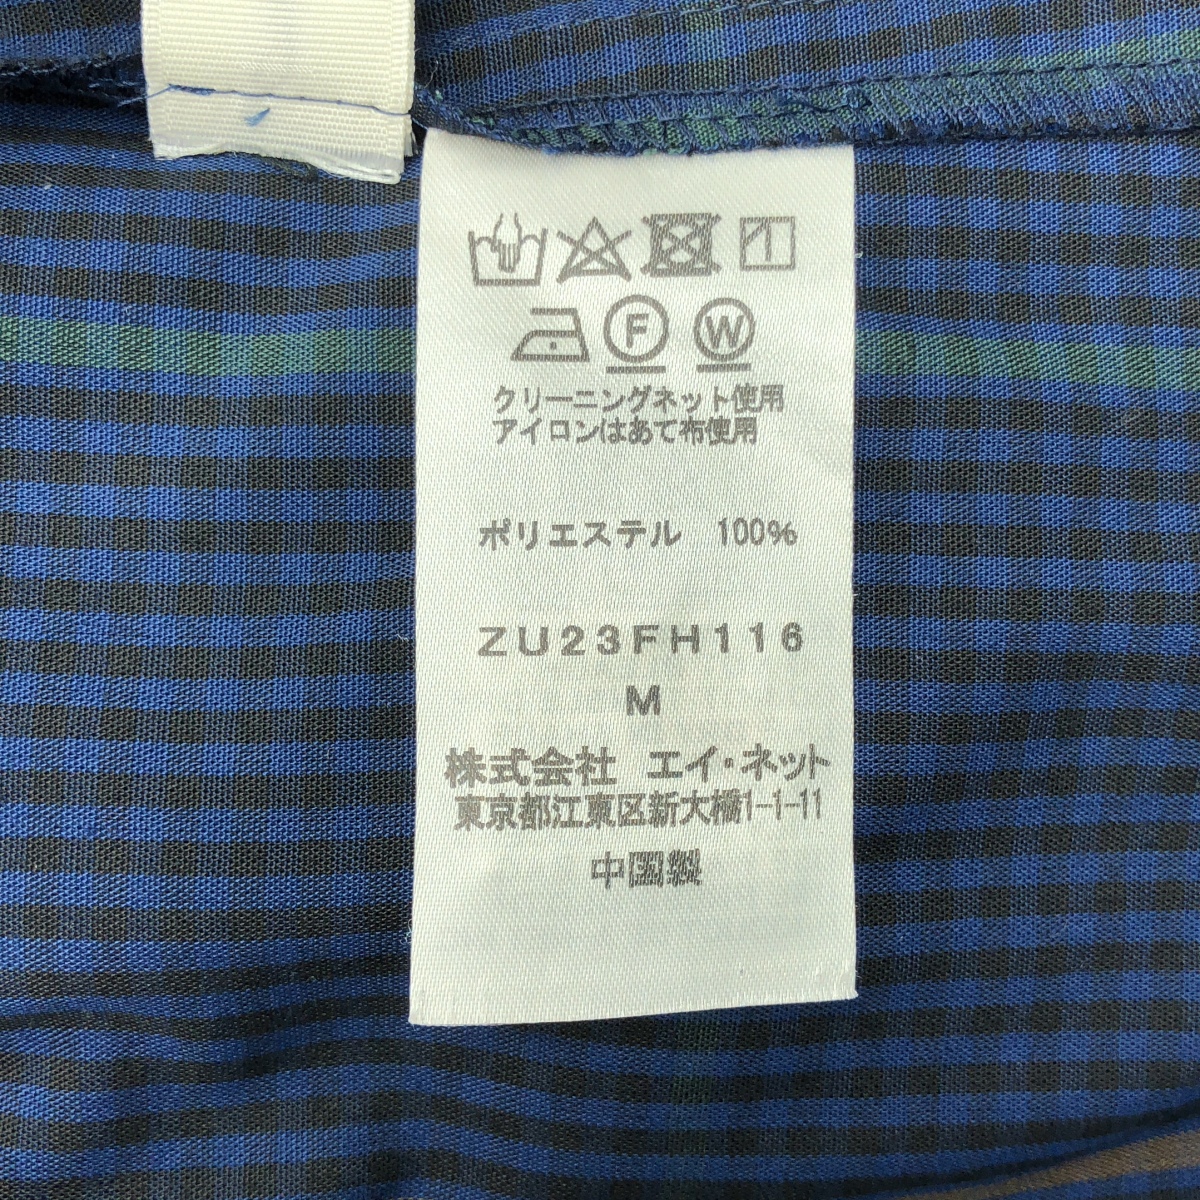 F W
クリーニングネット使用
アイロンはあて布使用
ポリエステル 100%
ZU23FH116
M
株式会社 エイ・ネット
東京都江東区新大橋1-1-11
中国製